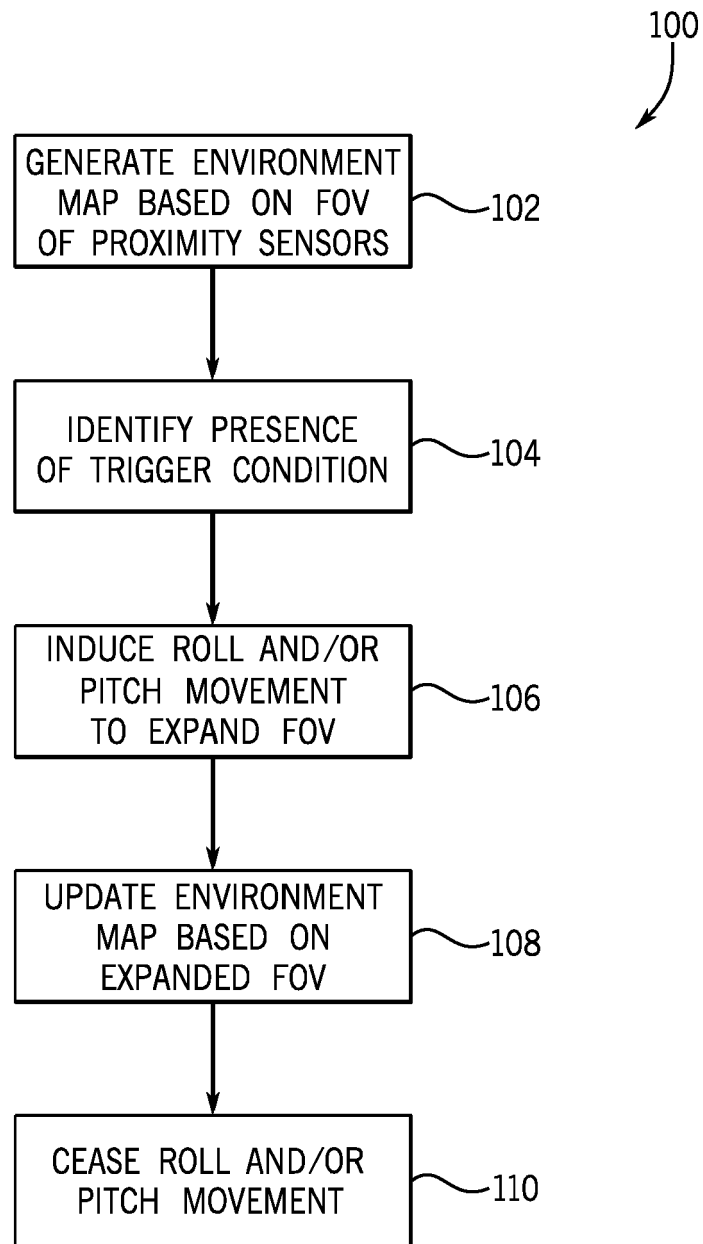 100
GENERATE ENVIRONMENT
MAP BASED ON FOV
OF PROXIMITY SENSORS
102
IDENTIFY PRESENCE
OF TRIGGER CONDITION
104
INDUCE ROLL AND/OR
PITCH MOVEMENT
TO EXPAND FOV
106
UPDATE ENVIRONMENT
MAP BASED ON
EXPANDED FOV
108
CEASE ROLL AND/OR
PITCH MOVEMENT
110